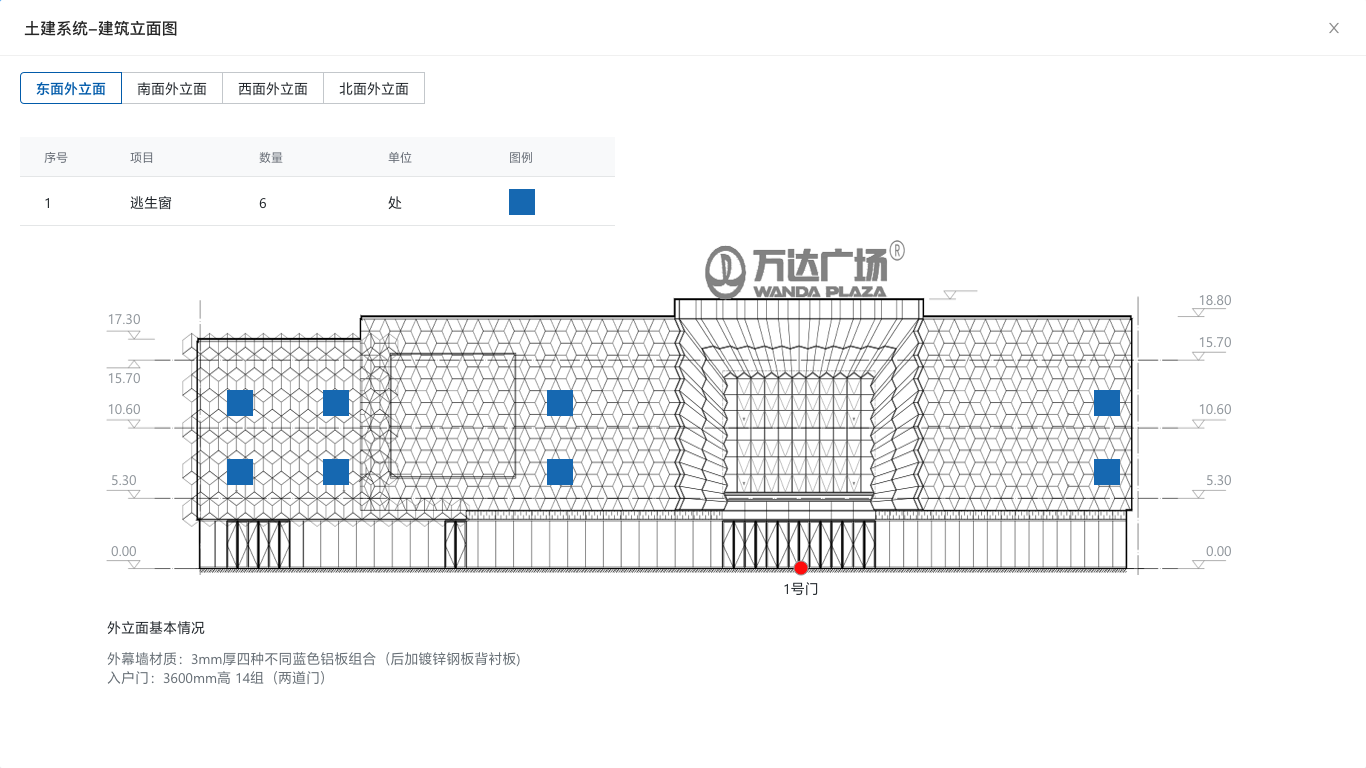 土建系统–建筑立面图
X
东面外立面 南面外立面 西面外立面 北面外立面
序号 项目 数量 单位 图例
1 逃生窗 6 处
万达广场®
WANDA PLAZA
17.30
15.70
10.60
5.30
0.00
18.80
15.70
10.60
5.30
0.00
1号门
外立面基本情况
外幕墙材质：3mm厚四种不同蓝色铝板组合（后加镀锌钢板背衬板)
入户门：3600mm高 14组（两道门）